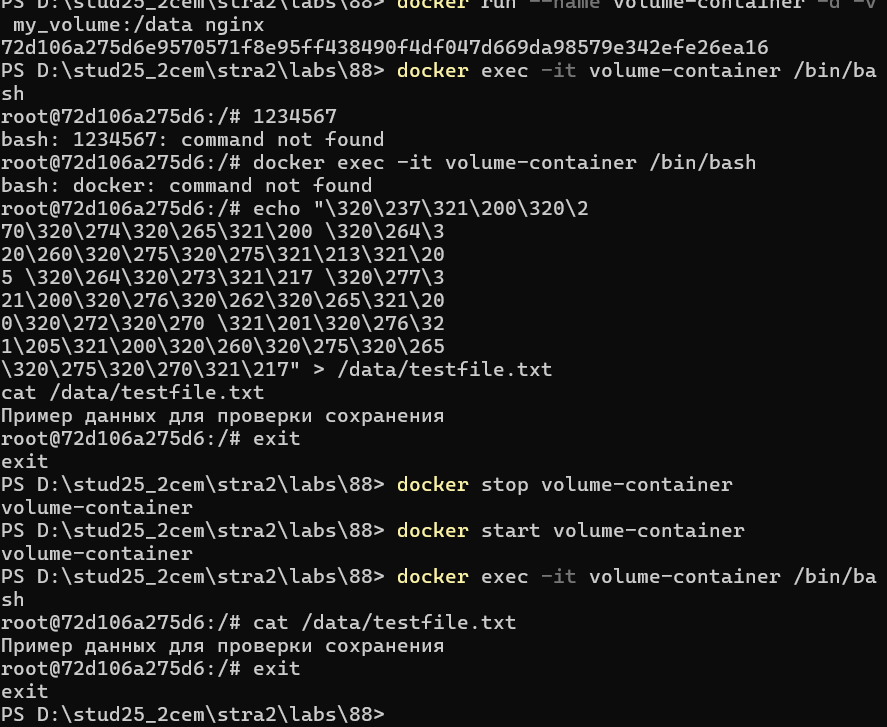 PS D:\stud25_2cem\stra2\labs\88> docker run --name volume-container -d -v
 my_volume:/data nginx
72d106a275d6e9570571f8e95ff438490f4df047d669da98579e342efe26ea16
PS D:\stud25_2cem\stra2\labs\88> docker exec -it volume-container /bin/ba
sh
root@72d106a275d6:/# 1234567
bash: 1234567: command not found
root@72d106a275d6:/# docker exec -it volume-container /bin/bash
bash: docker: command not found
root@72d106a275d6:/# echo "\320\237\321\200\320\2
70\320\274\320\265\321\200 \320\264\3
20\260\320\275\320\275\321\213\321\20
5 \320\264\320\273\321\217 \320\277\3
21\200\320\276\320\262\320\265\321\20
0\320\272\320\270 \321\201\320\276\32
1\205\321\200\320\260\320\275\320\265
\320\275\320\270\321\217" > /data/testfile.txt
cat /data/testfile.txt
Пример данных для проверки сохранения
root@72d106a275d6:/# exit
exit
PS D:\stud25_2cem\stra2\labs\88> docker stop volume-container
volume-container
PS D:\stud25_2cem\stra2\labs\88> docker start volume-container
volume-container
PS D:\stud25_2cem\stra2\labs\88> docker exec -it volume-container /bin/ba
sh
root@72d106a275d6:/# cat /data/testfile.txt
Пример данных для проверки сохранения
root@72d106a275d6:/# exit
exit
PS D:\stud25_2cem\stra2\labs\88>